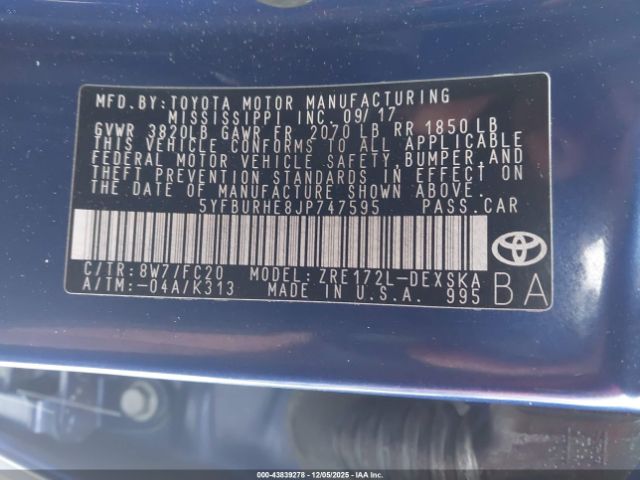 MFD.BY:TOYOTA MOTOR MANUFACTURING
MISSISSIPPI INC. 09/17
GVWR 3820LB GAWR FR 2070 LB RR 1850 LB
THIS VEHICLE CONFORMS TO ALL APPLICABLE
FEDERAL MOTOR VEHICLE SAFETY, BUMPER,AND
THEFT PREVENTION STANDARDS IN EFFECT ON
THE DATE OF MANUFACTURE SHOWN ABOVE.
5YFBURHE8JP747595 PASS.CAR
C/TR: 8W7/FC20 MODEL: ZRE172L-DEXSKA
A/TM:-04A/K313 MADE IN U.S.A. 995 BA
000-43839278 - 12/05/2025 - IAA Inc.